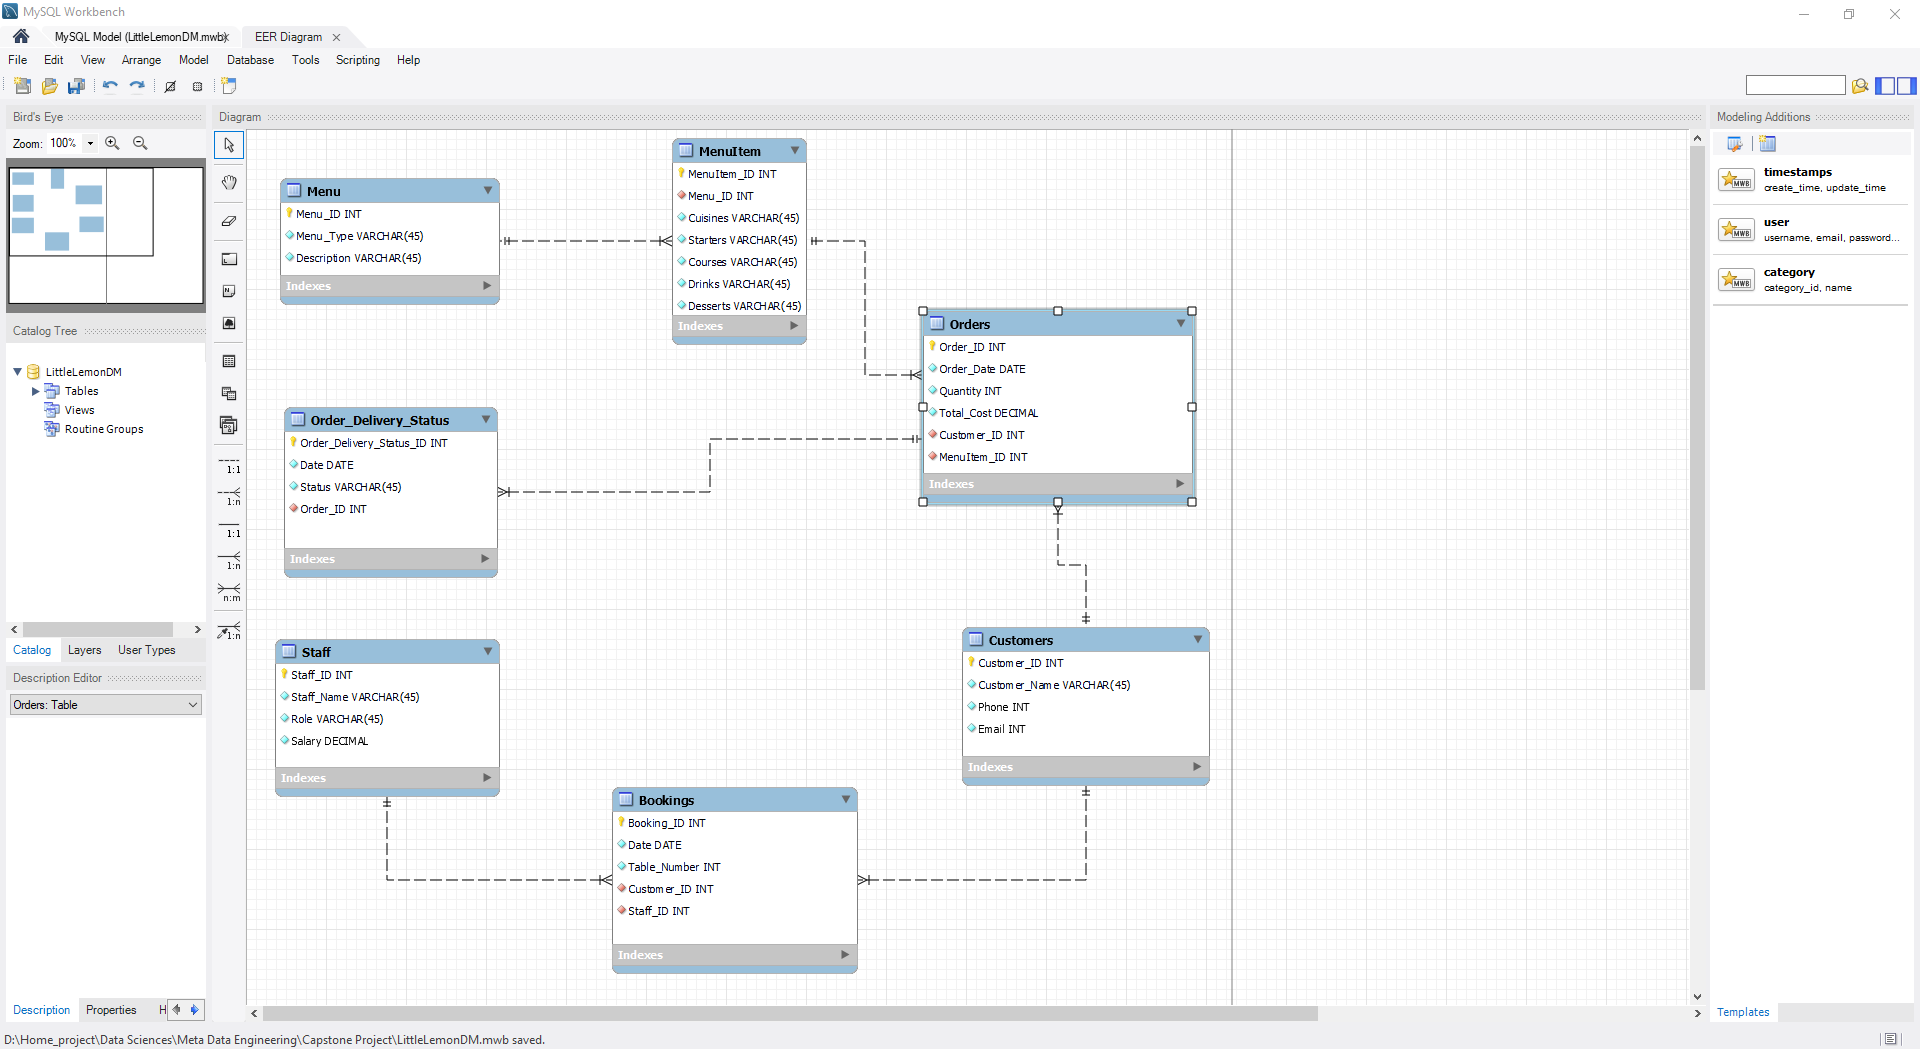 MySQL Workbench
MySQL Model (LittleLemonDM.mwb)
EER Diagram
File Edit View Arrange Model Database Tools Scripting Help
Bird's Eye
Zoom: 100%
Catalog Tree
LittleLemonDM
Tables
Views
Routine Groups
Catalog Layers User Types
Description Editor
Orders: Table
Description Properties H
Diagram
1:1
1:n
1:1
1:n
n:m
1:n
Menu
Menu_ID INT
Menu_Type VARCHAR(45)
Description VARCHAR(45)
Indexes
MenuItem
MenuItem_ID INT
Menu_ID INT
Cuisines VARCHAR(45)
Starters VARCHAR(45)
Courses VARCHAR(45)
Drinks VARCHAR(45)
Desserts VARCHAR(45)
Indexes
Orders
Order_ID INT
Order_Date DATE
Quantity INT
Total_Cost DECIMAL
Customer_ID INT
MenuItem_ID INT
Indexes
Order_Delivery_Status
Order_Delivery_Status_ID INT
Date DATE
Status VARCHAR(45)
Order_ID INT
Indexes
Staff
Staff_ID INT
Staff_Name VARCHAR(45)
Role VARCHAR(45)
Salary DECIMAL
Indexes
Customers
Customer_ID INT
Customer_Name VARCHAR(45)
Phone INT
Email INT
Indexes
Bookings
Booking_ID INT
Date DATE
Table_Number INT
Customer_ID INT
Staff_ID INT
Indexes
Modeling Additions
MWB
timestamps
create_time, update_time
MWB
user
username, email, password...
MWB
category
category_id, name
Templates
D:\Home_project\Data Sciences\Meta Data Engineering\Capstone Project\LittleLemonDM.mwb saved.